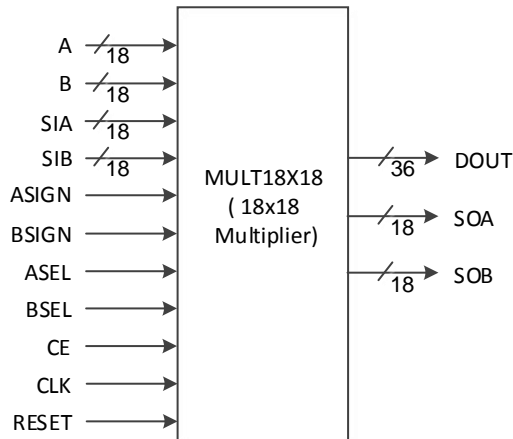 A
18
B
18
SIA
18
SIB
18
ASIGN
BSIGN
ASEL
BSEL
CE
CLK
RESET
MULT18X18
( 18x18
Multiplier)
DOUT
36
SOA
18
SOB
18